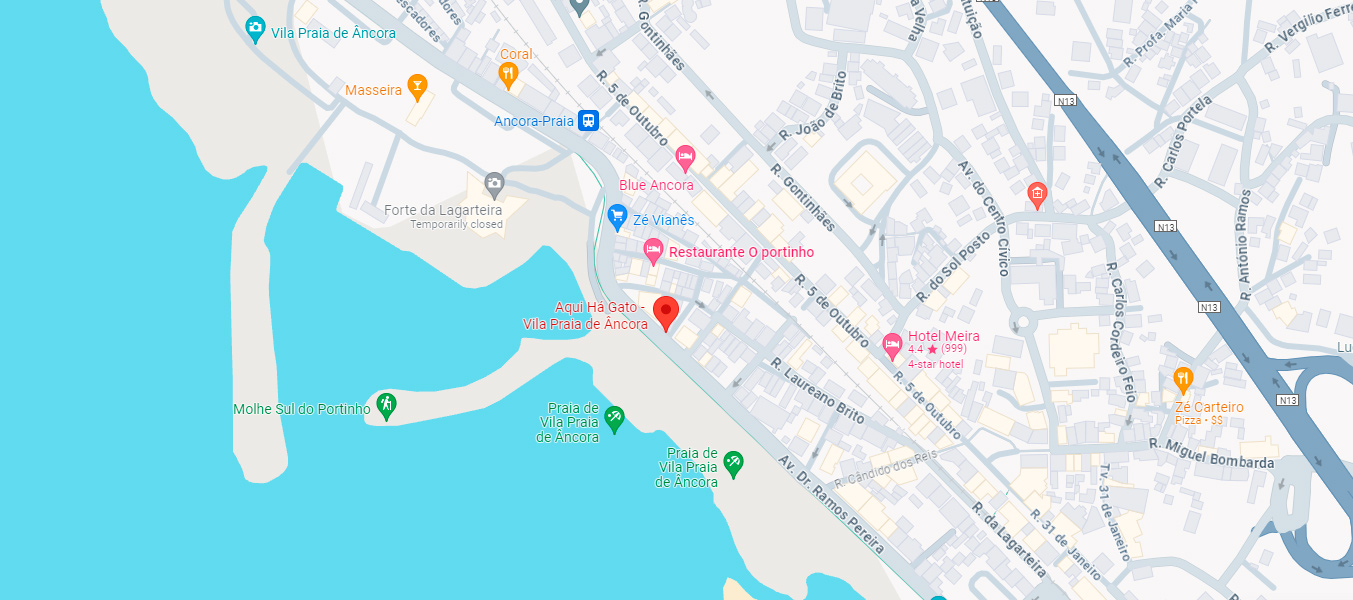 Vila Praia de Âncora
Coral
Masseira
Ancora-Praia
R. Gontinhães
R. 5 de Outubro
R. João de Brito
N13
R. Profa. Maria
R. Vergílio Ferre
R. Carlos Portela
Blue Ancora
R. Gontinhães
Av. do Centro Cívico
Forte da Lagarteira
Temporarily closed
Zé Vianês
Restaurante O portinho
R. do Sol Posto
N13
R. António Ramos
R. Carlos Cordeiro Feio
Aqui Há Gato -
Vila Praia de Âncora
R. 5 de Outubro
N13
Hotel Meira
4.4 ★ (999)
4-star hotel
Lu
R. Laureano Brito
R. 5 de Outubro
N13
Molhe Sul do Portinho
Praia de
Vila Praia
de Âncora
Zé Carteiro
Pizza • $$
Praia de
Vila Praia
de Âncora
R. Miguel Bombarda
R. Cândido dos Reis
Av. Dr. Ramos Pereira
Tv. 31 de Janeiro
R. da Lagarteira
R. 31 de Janeiro